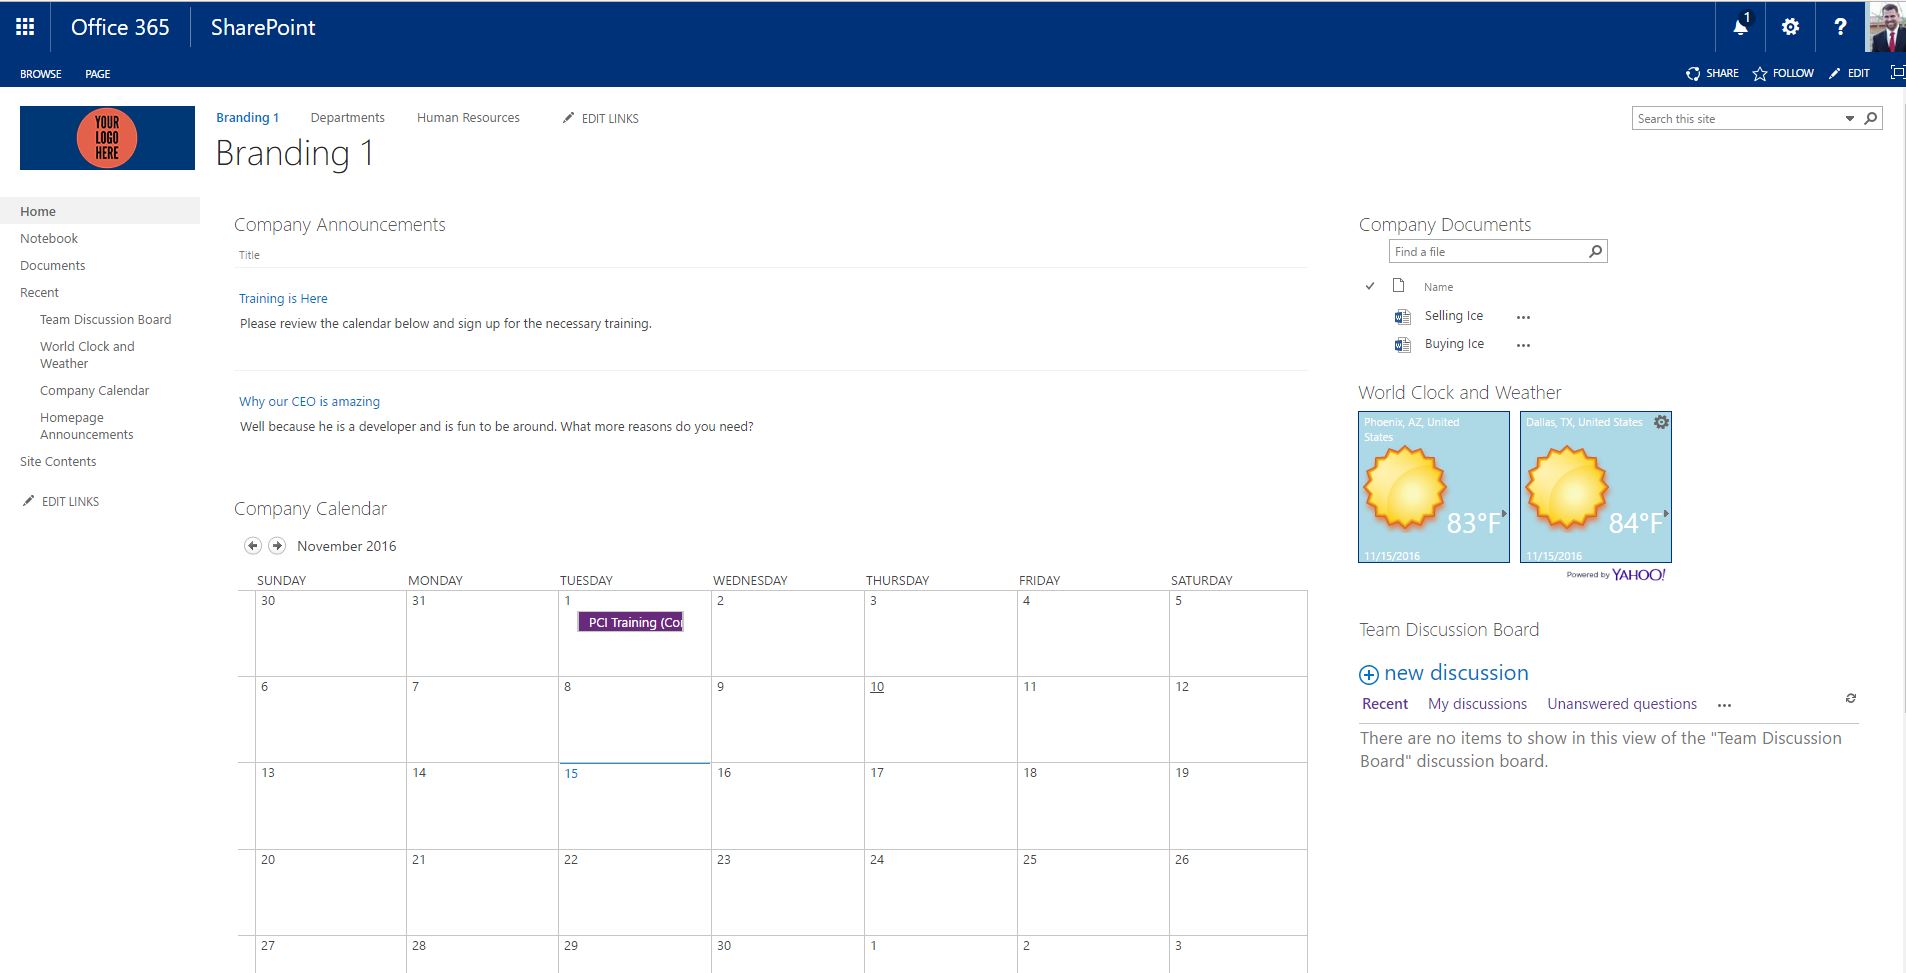 Office 365
SharePoint
1
?
BROWSE
PAGE
SHARE
FOLLOW
EDIT
YOUR
LOGO
HERE
Branding 1
Departments
Human Resources
EDIT LINKS
Search this site
Branding 1
Home
Notebook
Documents
Recent
Team Discussion Board
World Clock and
Weather
Company Calendar
Homepage
Announcements
Site Contents
EDIT LINKS
Company Announcements
Title
Training is Here
Please review the calendar below and sign up for the necessary training.
Why our CEO is amazing
Well because he is a developer and is fun to be around. What more reasons do you need?
Company Calendar
November 2016
SUNDAY MONDAY TUESDAY WEDNESDAY THURSDAY FRIDAY SATURDAY
30 31 1 2 3 4 5
PCI Training (Co
6 7 8 9 10 11 12
13 14 15 16 17 18 19
20 21 22 23 24 25 26
27 28 29 30 1 2 3
Company Documents
Find a file
Name
Selling Ice ...
Buying Ice ...
World Clock and Weather
Phoenix, AZ, United
States
83°F
11/15/2016
Dallas, TX, United States
84°F
11/15/2016
Powered by YAHOO!
Team Discussion Board
new discussion
Recent My discussions Unanswered questions ...
There are no items to show in this view of the "Team Discussion
Board" discussion board.